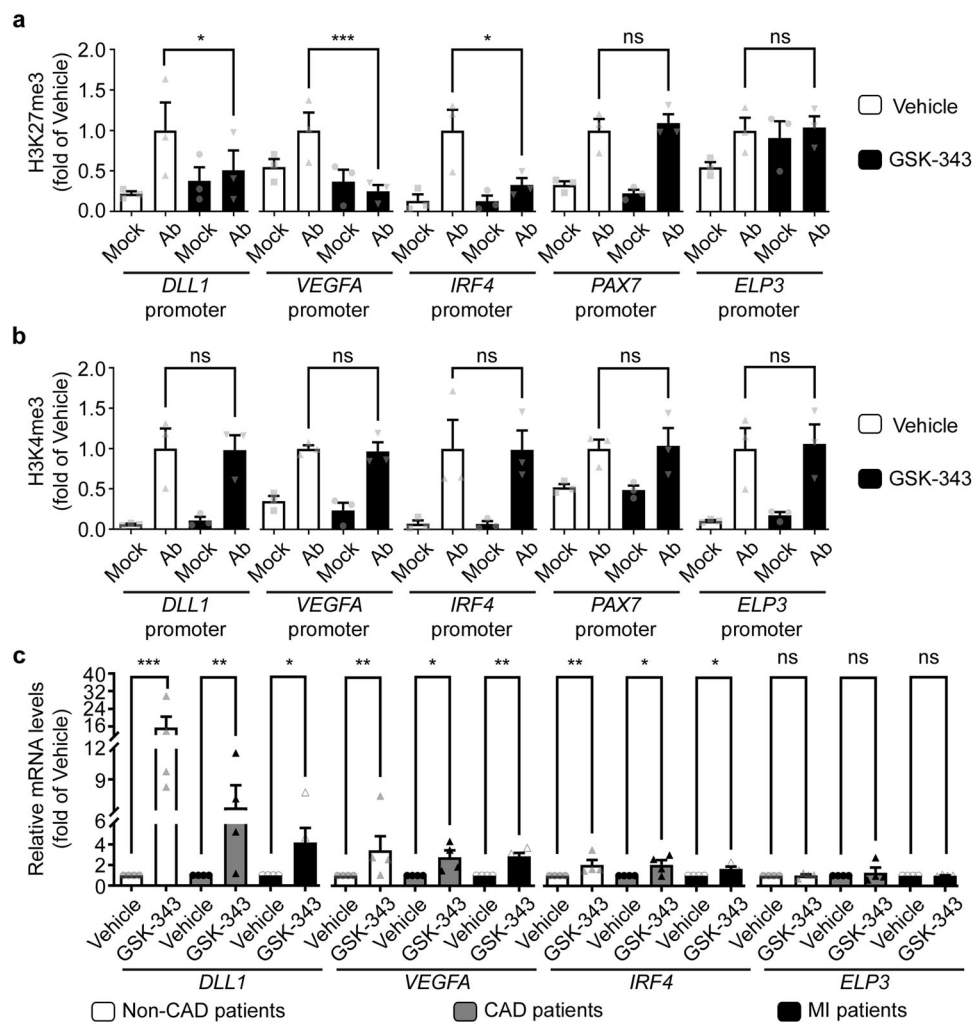 a
* *** * ns ns
H3K27me3
(fold of Vehicle)
2.0
1.5
1.0
0.5
0.0
Vehicle
GSK-343
Mock Ab Mock Ab Mock Ab Mock Ab Mock Ab Mock Ab Mock Ab Mock Ab Mock Ab Mock Ab
DLL1 VEGFA IRF4 PAX7 ELP3
promoter promoter promoter promoter promoter
b
ns ns ns ns ns
H3K4me3
(fold of Vehicle)
2.0
1.5
1.0
0.5
0.0
Vehicle
GSK-343
Mock Ab Mock Ab Mock Ab Mock Ab Mock Ab Mock Ab Mock Ab Mock Ab Mock Ab Mock Ab
DLL1 VEGFA IRF4 PAX7 ELP3
promoter promoter promoter promoter promoter
c
*** ** * ** * ** ** * * ns ns ns
Relative mRNA levels
(fold of Vehicle)
40
32
24
16
12
9
6
4
2
1
0
Vehicle GSK-343 Vehicle GSK-343 Vehicle GSK-343 Vehicle GSK-343 Vehicle GSK-343 Vehicle GSK-343 Vehicle GSK-343 Vehicle GSK-343 Vehicle GSK-343 Vehicle GSK-343 Vehicle GSK-343 Vehicle GSK-343
DLL1 VEGFA IRF4 ELP3
Non-CAD patients CAD patients MI patients